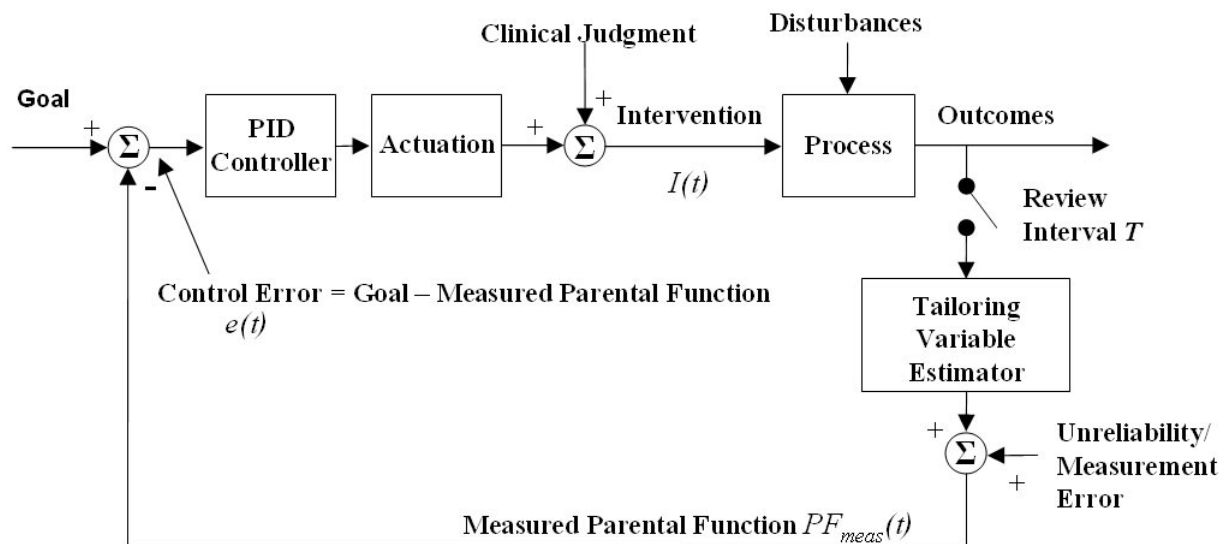 Clinical Judgment
Disturbances
Goal
+
Σ
-
PID
Controller
Actuation
+
+
Σ
Intervention
I(t)
Process
Outcomes
Review
Interval T
Control Error = Goal – Measured Parental Function
e(t)
Tailoring
Variable
Estimator
+
Σ
+
Unreliability/
Measurement
Error
Measured Parental Function PFmeas(t)